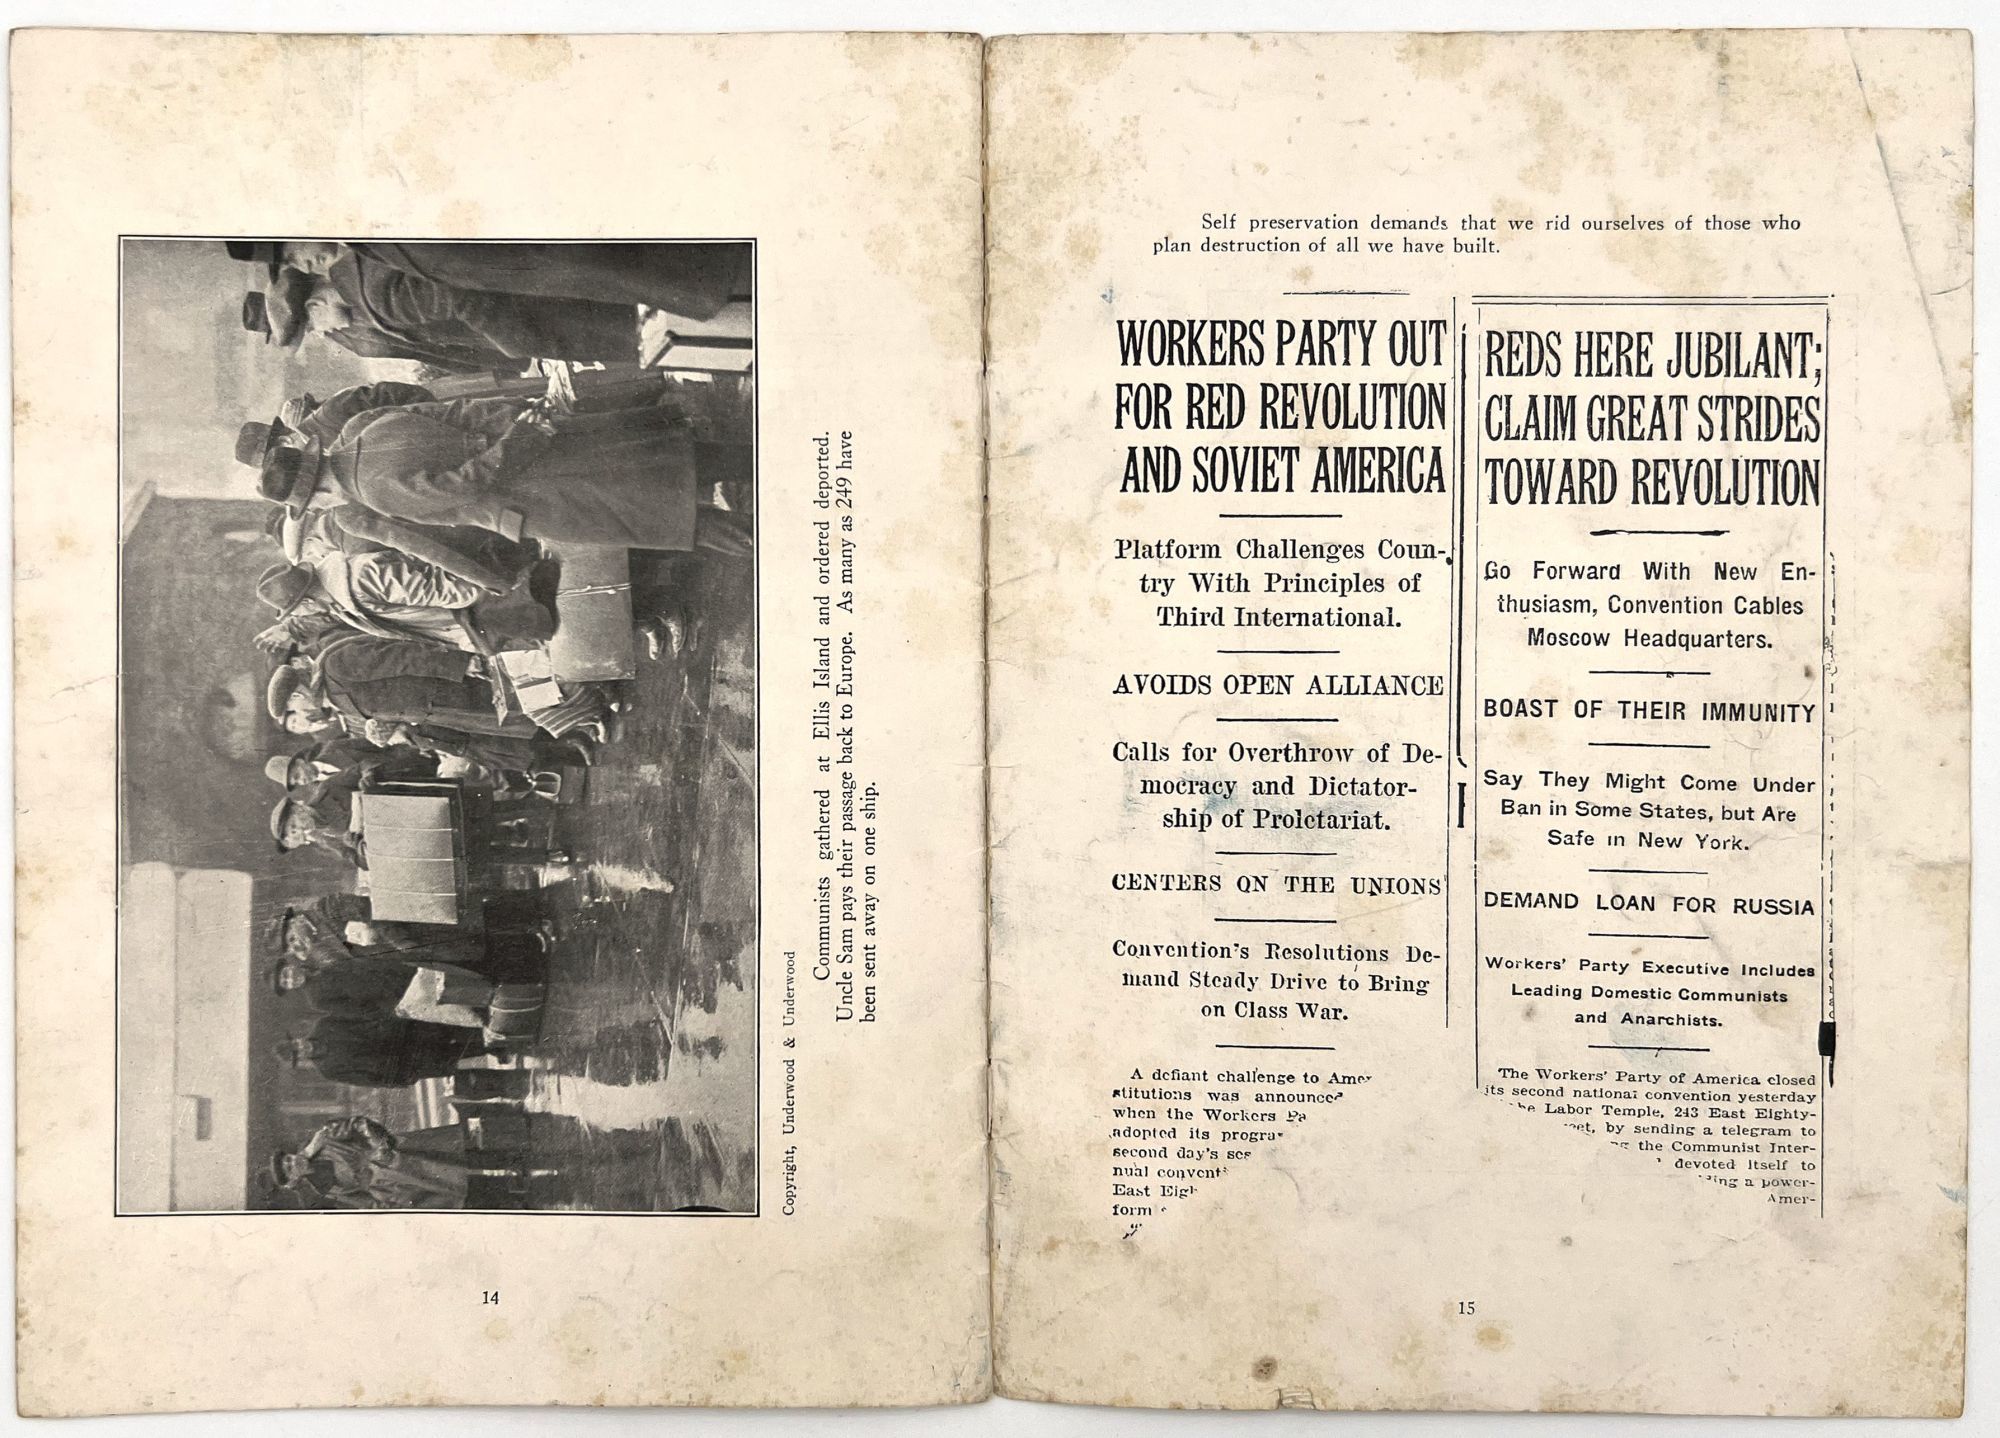 Copyright, Underwood & Underwood
Communists gathered at Ellis Island and ordered deported.
Uncle Sam pays their passage back to Europe. As many as 249 have
been sent away on one ship.
14
Self preservation demands that we rid ourselves of those who
plan destruction of all we have built.
WORKERS PARTY OUT
FOR RED REVOLUTION
AND SOVIET AMERICA
Platform Challenges Coun-
try With Principles of
Third International.
AVOIDS OPEN ALLIANCE
Calls for Overthrow of De-
mocracy and Dictator-
ship of Proletariat.
CENTERS ON THE UNIONS
Convention's Resolutions De-
mand Steady Drive to Bring
on Class War.
A defiant challenge to
stitutions was announced
when the Workers
adopted its
second day's
nual
East
form
REDS HERE JUBILANT;
CLAIM GREAT STRIDES
TOWARD REVOLUTION
Go Forward With New En-
thusiasm, Convention Cables
Moscow Headquarters.
BOAST OF THEIR IMMUNITY
Say They Might Come Under
Ban in Some States, but Are
Safe in New York.
DEMAND LOAN FOR RUSSIA
Workers' Party Executive Includes
Leading Domestic Communists
and Anarchists.
The Workers' Party of America closed
its second national convention yesterday
Labor Temple, 243 East Eighty-
by sending a telegram to
the Communist Inter-
devoted itself to
a power-
Amer-
15